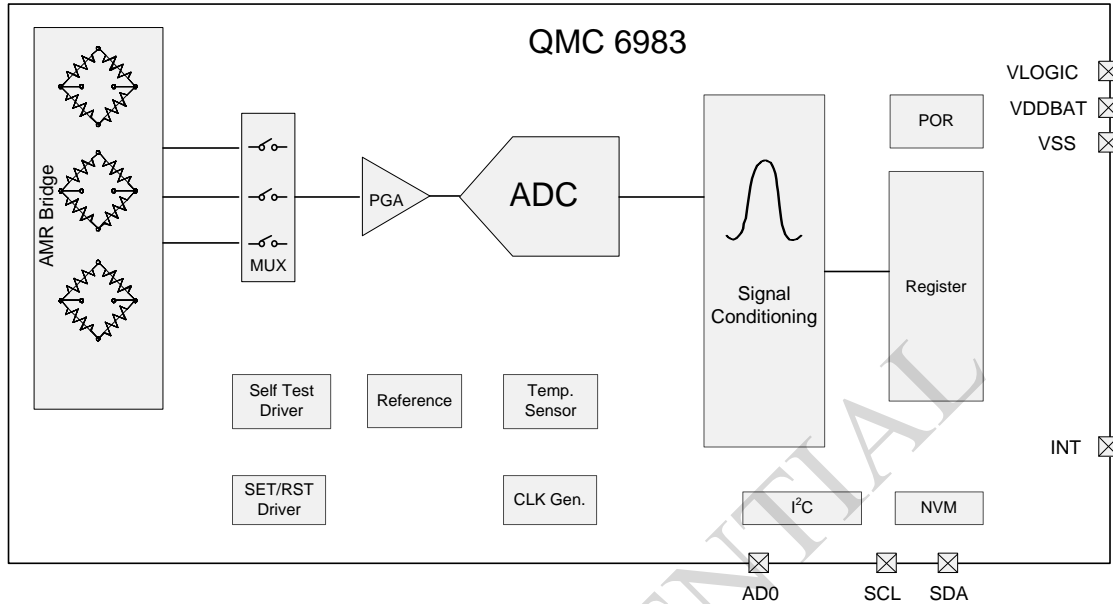 QMC 6983
VLOGIC
VDDBAT
VSS
POR
AMR Bridge
MUX
PGA
ADC
Signal
Conditioning
Register
Self Test
Driver
Reference
Temp.
Sensor
INT
SET/RST
Driver
CLK Gen.
I²C
NVM
AD0
SCL
SDA
ENTIAL